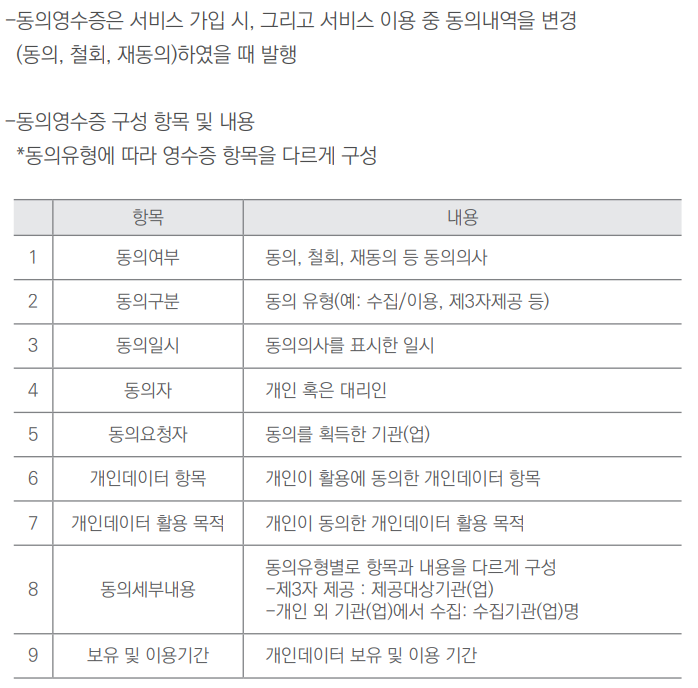 -동의영수증은 서비스 가입 시, 그리고 서비스 이용 중 동의내역을 변경
(동의, 철회, 재동의)하였을 때 발행
-동의영수증 구성 항목 및 내용
*동의유형에 따라 영수증 항목을 다르게 구성
항목 내용
1 동의여부 동의, 철회, 재동의 등 동의의사
2 동의구분 동의 유형(예: 수집/이용, 제3자제공 등)
3 동의일시 동의의사를 표시한 일시
4 동의자 개인 혹은 대리인
5 동의요청자 동의를 획득한 기관(업)
6 개인데이터 항목 개인이 활용에 동의한 개인데이터 항목
7 개인데이터 활용 목적 개인이 동의한 개인데이터 활용 목적
8 동의세부내용 동의유형별로 항목과 내용을 다르게 구성
-제3자 제공 : 제공대상기관(업)
-개인 외 기관(업)에서 수집: 수집기관(업)명
9 보유 및 이용기간 개인데이터 보유 및 이용 기간